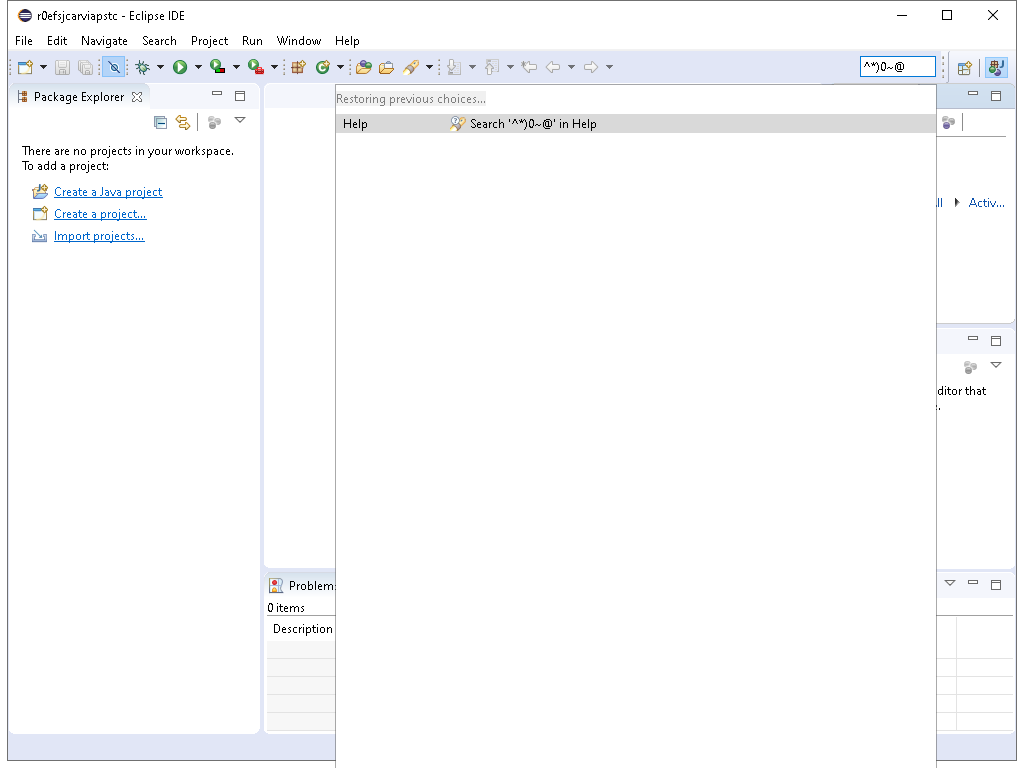 r0efsjcarviapstc - Eclipse IDE
File Edit Navigate Search Project Run Window Help
^*)0~@
Package Explorer
Restoring previous choices...
Help Search '^*)0~@' in Help
There are no projects in your workspace.
To add a project:
Create a Java project
Activ...
Create a project...
Import projects...
ditor that
Problem
0 items
Description